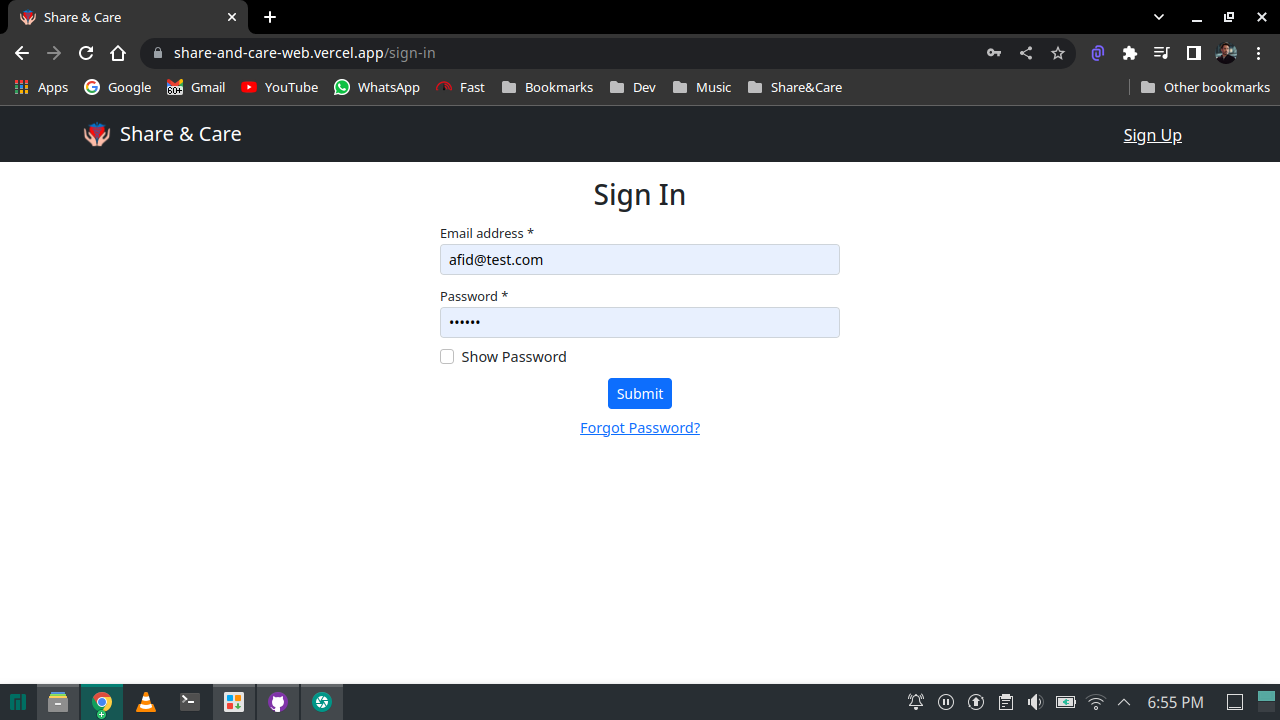 Share & Care
share-and-care-web.vercel.app/sign-in
Apps Google Gmail YouTube WhatsApp Fast Bookmarks Dev Music Share&Care Other bookmarks
60+
Share & Care Sign Up
Sign In
Email address *
afid@test.com
Password *
••••••
Show Password
Submit
Forgot Password?
6:55 PM